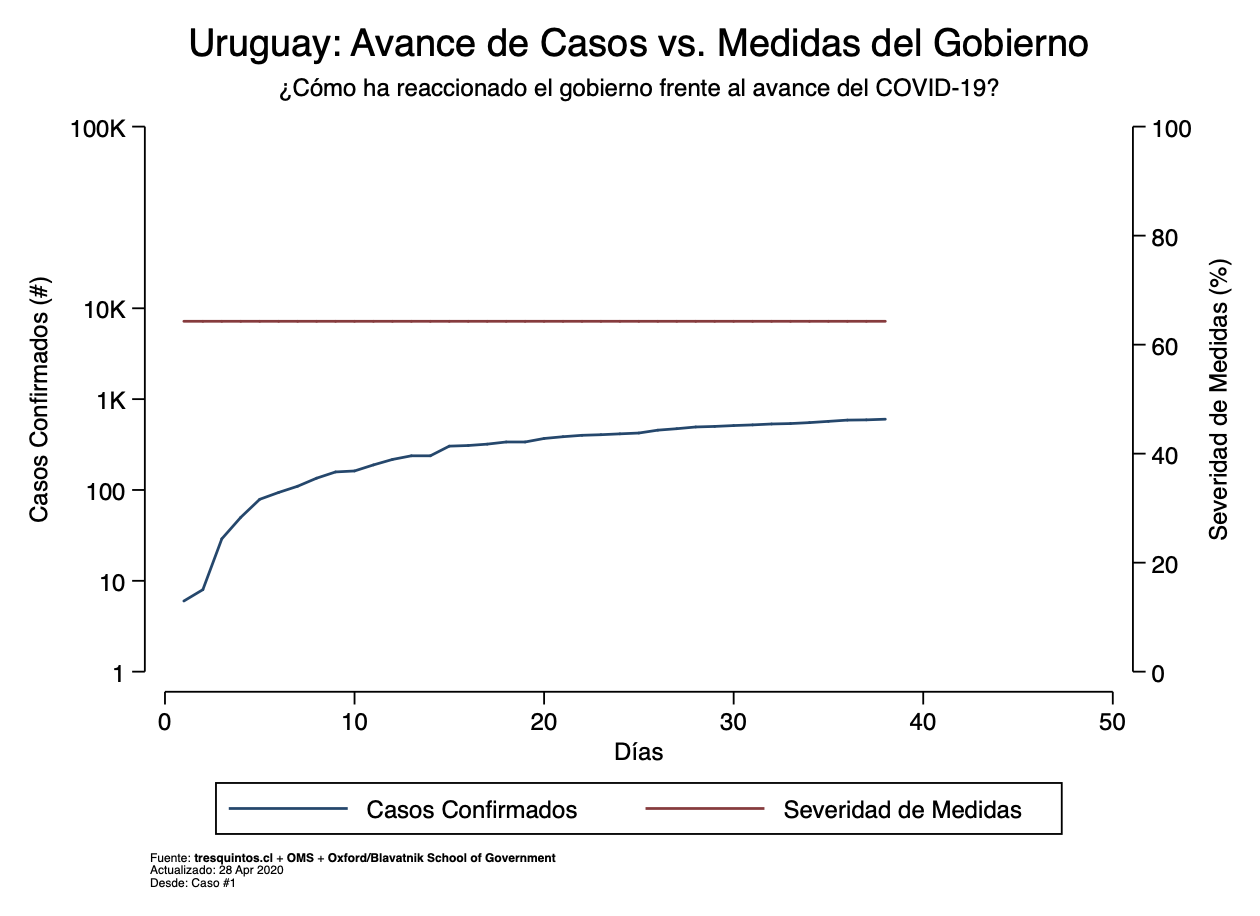 Uruguay: Avance de Casos vs. Medidas del Gobierno
¿Cómo ha reaccionado el gobierno frente al avance del COVID-19?
100K
10K
1K
100
10
1
Casos Confirmados (#)
100
80
60
40
20
0
Severidad de Medidas (%)
0 10 20 30 40 50
Días
Casos Confirmados Severidad de Medidas
Fuente: tresquintos.cl + OMS + Oxford/Blavatnik School of Government
Actualizado: 28 Apr 2020
Desde: Caso #1